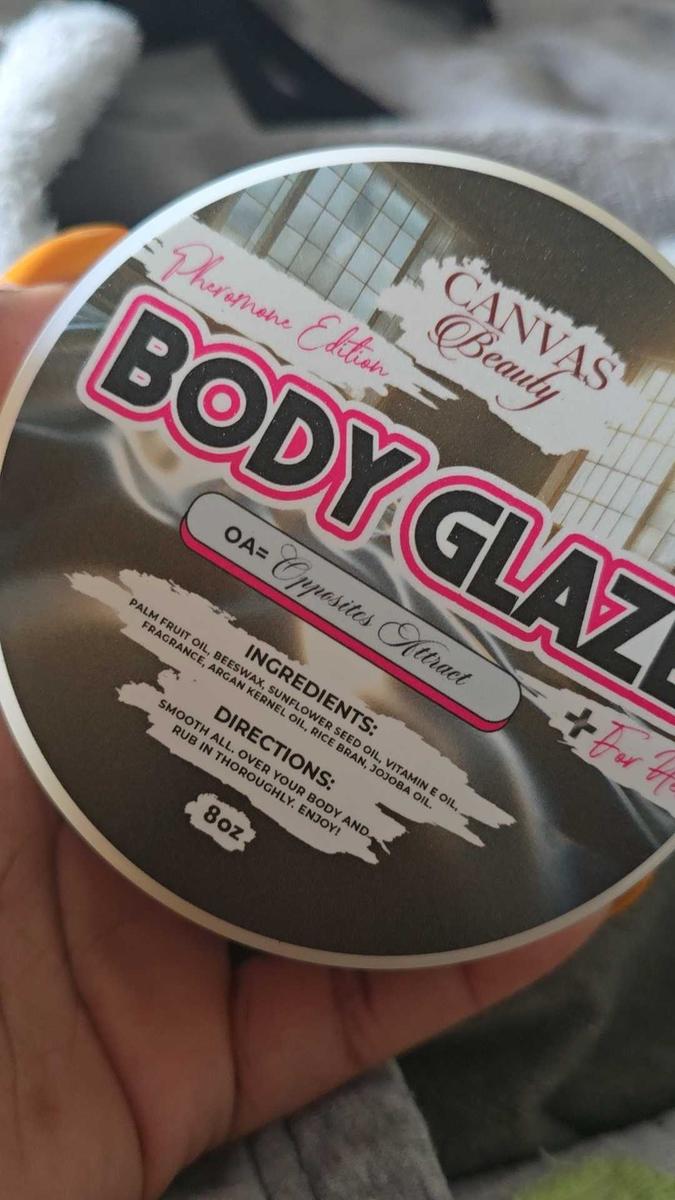 Pheromone Edition
CANVAS
Beauty
BODY GLAZE
OA= Opposites Attract
+ For
INGREDIENTS:
PALM FRUIT OIL, BEESWAX, SUNFLOWER SEED OIL, VITAMIN E OIL,
FRAGRANCE, ARGAN KERNEL OIL, RICE BRAN, JOJOBA OIL.
DIRECTIONS:
SMOOTH ALL. OVER YOUR BODY AND
RUB IN THOROUGHLY. ENJOY!
8oz